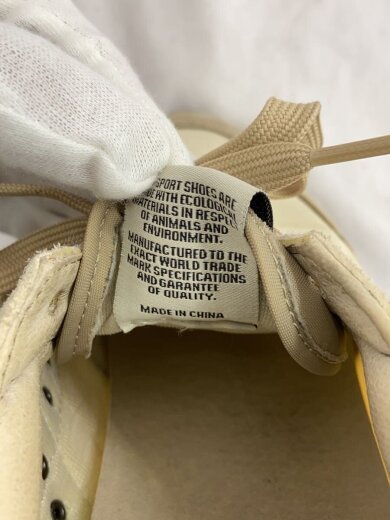 SPORT SHOES ARE
WITH ECOLOGICAL
MATERIALS IN RESPECT
OF ANIMALS AND
ENVIRONMENT.
MANUFACTURED TO THE
EXACT WORLD TRADE
MARK SPECIFICATIONS
AND GARANTEE
OF QUALITY.
MADE IN CHINA